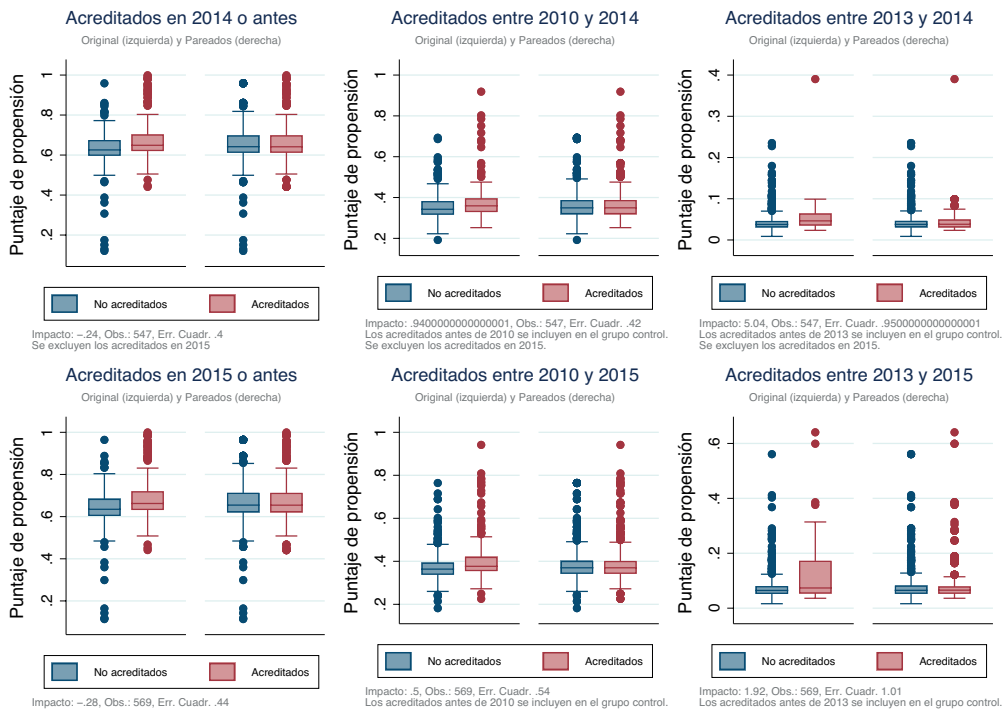 Acreditados en 2014 o antes
Original (izquierda) y Pareados (derecha)
Puntaje de propensión
1
.8
.6
.4
.2
No acreditados
Acreditados
Impacto: –.24, Obs.: 547, Err. Cuadr. .4
Se excluyen los acreditados en 2015
Acreditados entre 2010 y 2014
Original (izquierda) y Pareados (derecha)
Puntaje de propensión
1
.8
.6
.4
.2
No acreditados
Acreditados
Impacto: .9400000000000001, Obs.: 547, Err. Cuadr. .42
Los acreditados antes de 2010 se incluyen en el grupo control.
Se excluyen los acreditados en 2015.
Acreditados entre 2013 y 2014
Original (izquierda) y Pareados (derecha)
Puntaje de propensión
.4
.3
.2
.1
0
No acreditados
Acreditados
Impacto: 5.04, Obs.: 547, Err. Cuadr. .9500000000000001
Los acreditados antes de 2013 se incluyen en el grupo control.
Se excluyen los acreditados en 2015.
Acreditados en 2015 o antes
Original (izquierda) y Pareados (derecha)
Puntaje de propensión
1
.8
.6
.4
.2
No acreditados
Acreditados
Impacto: –.28, Obs.: 569, Err. Cuadr. .44
Acreditados entre 2010 y 2015
Original (izquierda) y Pareados (derecha)
Puntaje de propensión
1
.8
.6
.4
.2
No acreditados
Acreditados
Impacto: .5, Obs.: 569, Err. Cuadr. .54
Los acreditados antes de 2010 se incluyen en el grupo control.
Acreditados entre 2013 y 2015
Original (izquierda) y Pareados (derecha)
Puntaje de propensión
.6
.4
.2
0
No acreditados
Acreditados
Impacto: 1.92, Obs.: 569, Err. Cuadr. 1.01
Los acreditados antes de 2013 se incluyen en el grupo control.